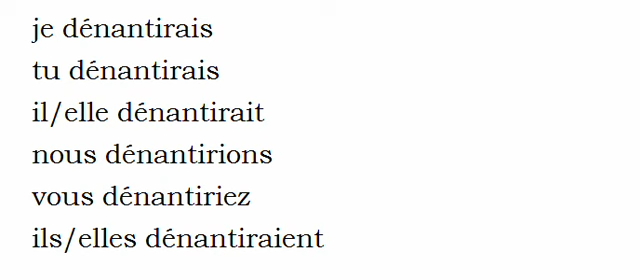 je dénantirais
tu dénantirais
il/elle dénantirait
nous dénantirions
vous dénantiriez
ils/elles dénantiraient